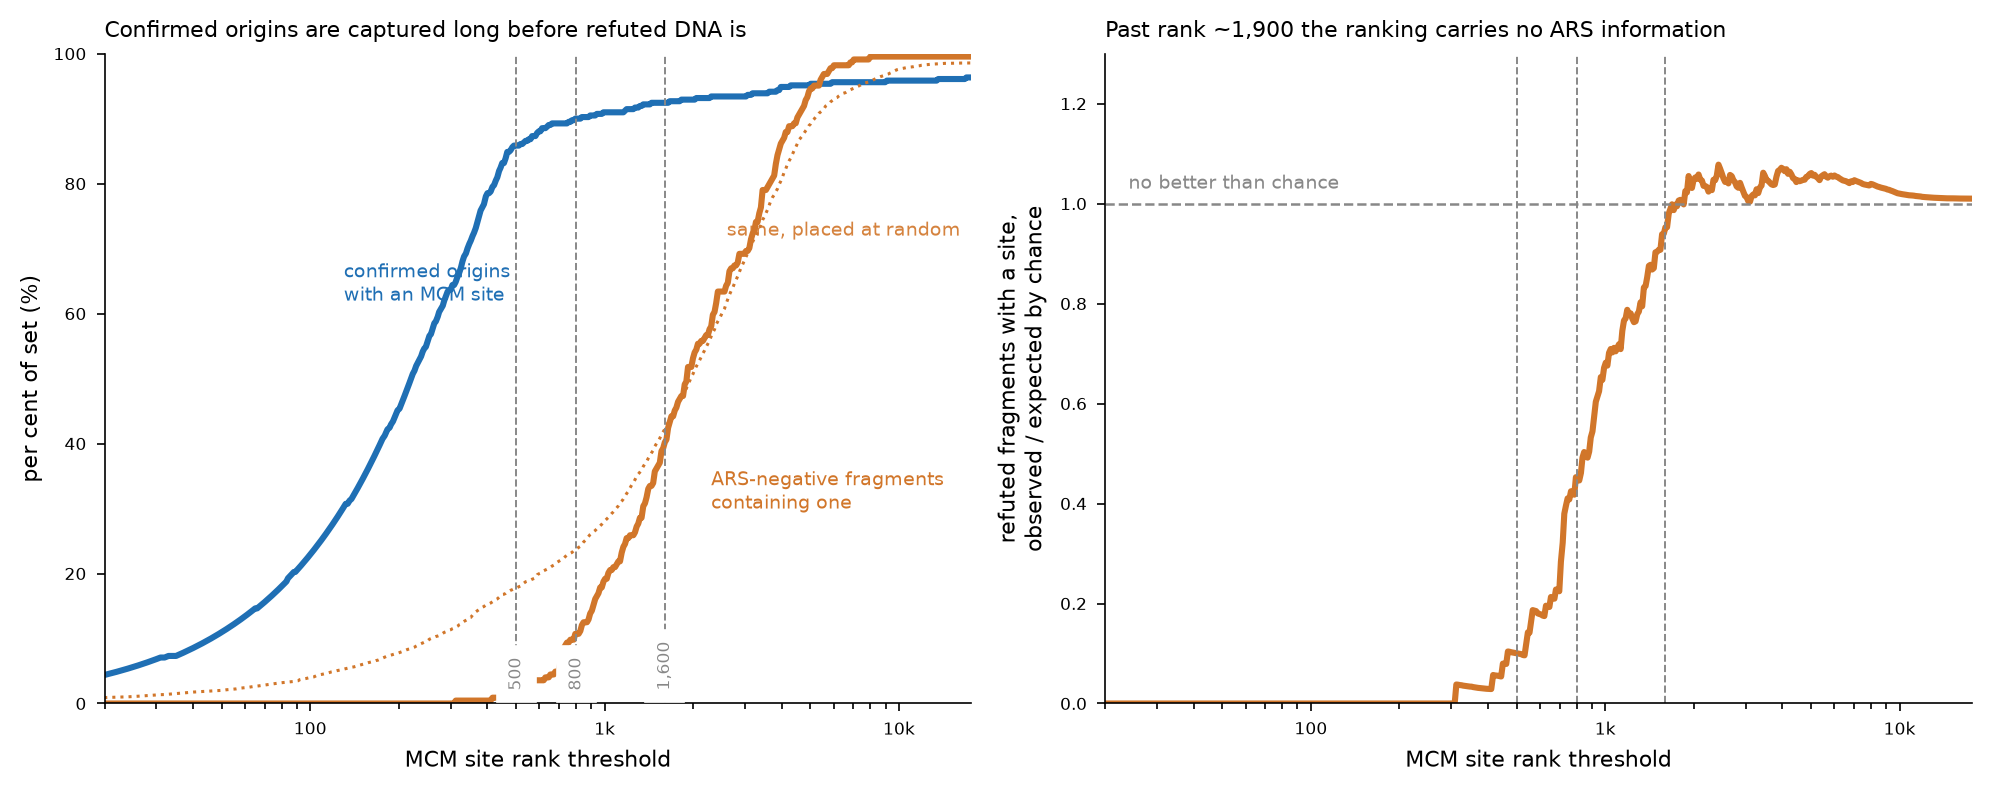 Confirmed origins are captured long before refuted DNA is
100
80
60
40
20
0
per cent of set (%)
confirmed origins
with an MCM site
same, placed at random
ARS-negative fragments
containing one
500
800
1,600
100
1k
10k
MCM site rank threshold
Past rank ~1,900 the ranking carries no ARS information
1.2
1.0
0.8
0.6
0.4
0.2
0.0
refuted fragments with a site,
observed / expected by chance
no better than chance
100
1k
10k
MCM site rank threshold